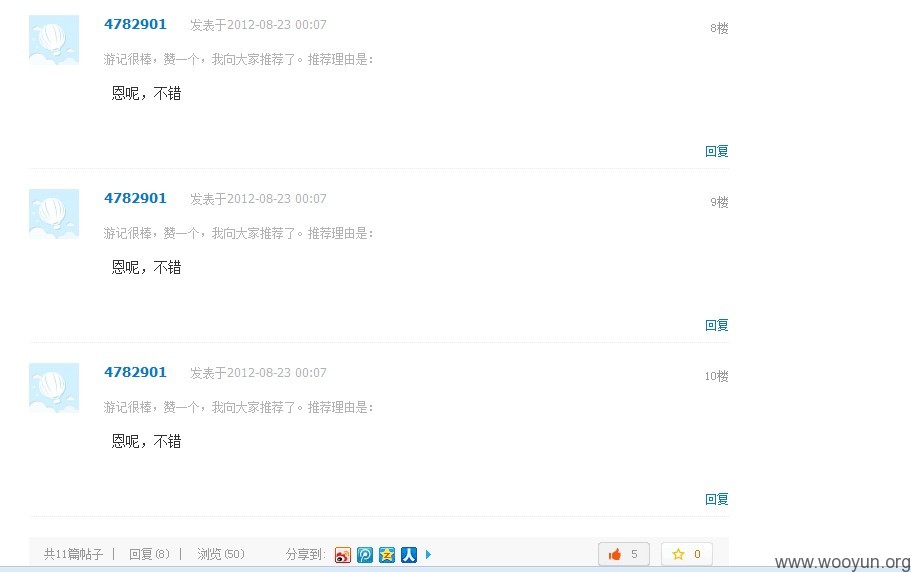 4782901 发表于2012-08-23 00:07 8楼
游记很棒，赞一个，我向大家推荐了。推荐理由是：
恩呢，不错
回复
4782901 发表于2012-08-23 00:07 9楼
游记很棒，赞一个，我向大家推荐了。推荐理由是：
恩呢，不错
回复
4782901 发表于2012-08-23 00:07 10楼
游记很棒，赞一个，我向大家推荐了。推荐理由是：
恩呢，不错
回复
共11篇帖子 | 回复(8) | 浏览(50) 分享到： 5 0
www.wooyun.org